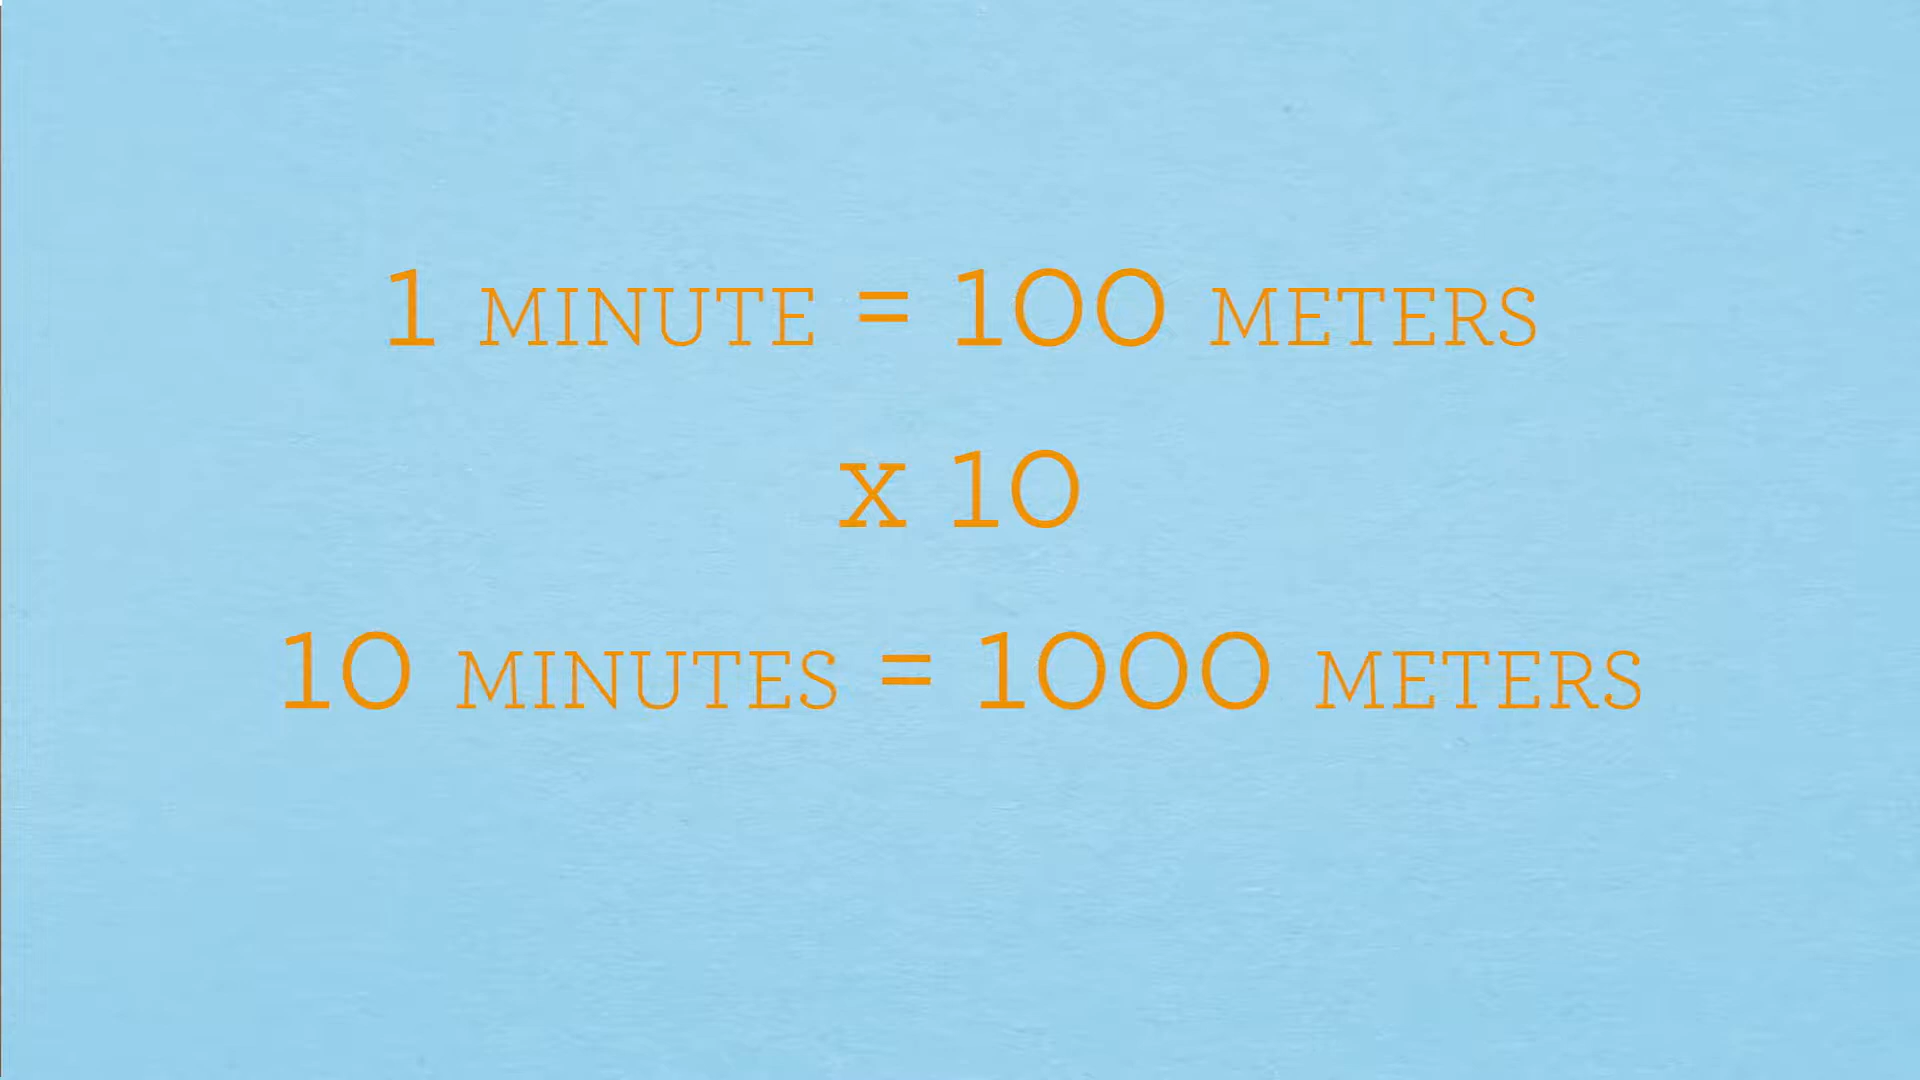 1 MINUTE = 100 METERS
x 10
10 MINUTES = 1000 METERS